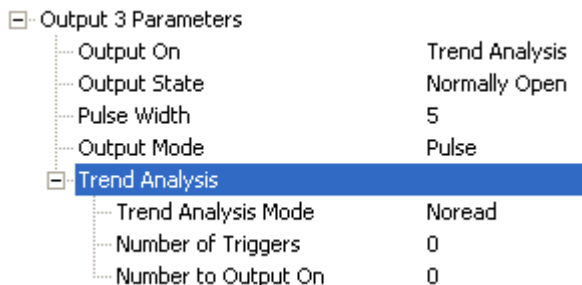 Output 3 Parameters
Output On Trend Analysis
Output State Normally Open
Pulse Width 5
Output Mode Pulse
Trend Analysis
Trend Analysis Mode Noread
Number of Triggers 0
Number to Output On 0